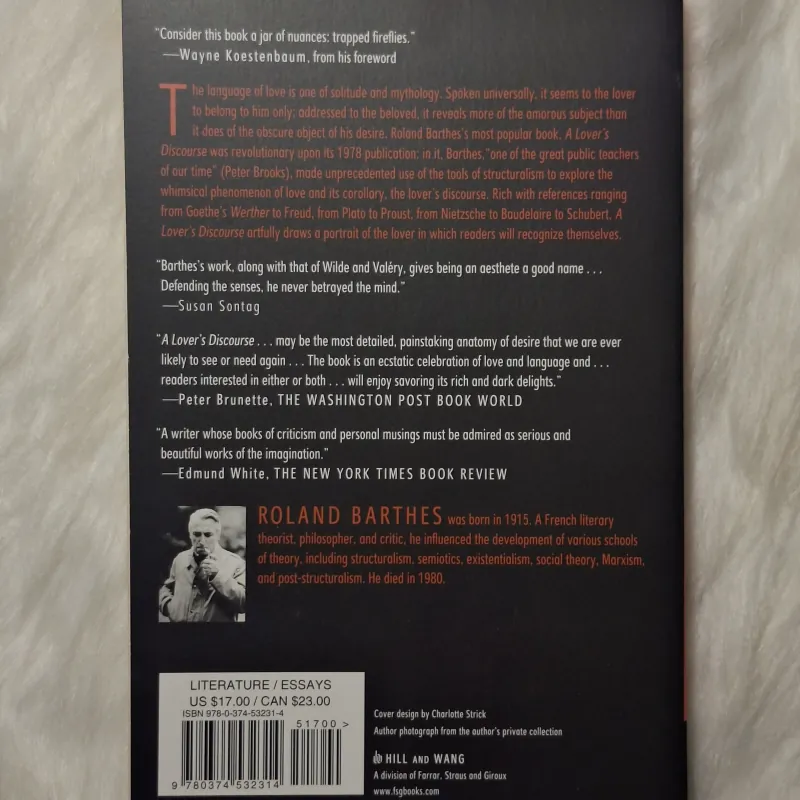 "Consider this book a jar of nuances: trapped fireflies."
—Wayne Koestenbaum, from his foreword
The language of love is one of solitude and mythology. Spoken universally, it seems to the lover
to belong to him only; addressed to the beloved, it reveals more of the amorous subject than
it does of the obscure object of his desire. Roland Barthes's most popular book, A Lover's
Discourse was revolutionary upon its 1978 publication: in it, Barthes, "one of the great public teachers
of our time" (Peter Brooks), made unprecedented use of the tools of structuralism to explore the
whimsical phenomenon of love and its corollary, the lover's discourse. Rich with references ranging
from Goethe's Werther to Freud, from Plato to Proust, from Nietzsche to Baudelaire to Schubert, A
Lover's Discourse artfully draws a portrait of the lover in which readers will recognize themselves.
"Barthes's work, along with that of Wilde and Valéry, gives being an aesthete a good name . . .
Defending the senses, he never betrayed the mind."
—Susan Sontag
"A Lover's Discourse . . . may be the most detailed, painstaking anatomy of desire that we are ever
likely to see or need again . . . The book is an ecstatic celebration of love and language and . . .
readers interested in either or both . . . will enjoy savoring its rich and dark delights."
—Peter Brunette, THE WASHINGTON POST BOOK WORLD
"A writer whose books of criticism and personal musings must be admired as serious and
beautiful works of the imagination."
—Edmund White, THE NEW YORK TIMES BOOK REVIEW
ROLAND BARTHES was born in 1915. A French literary
theorist, philosopher, and critic, he influenced the development of various schools
of theory, including structuralism, semiotics, existentialism, social theory, Marxism,
and post-structuralism. He died in 1980.
LITERATURE / ESSAYS
US $17.00 / CAN $23.00
ISBN 978-0-374-53231-4
51700 >
9 780374 532314
Cover design by Charlotte Strick
Author photograph from the author's private collection
HILL AND WANG
A division of Farrar, Straus and Giroux
www.fsgbooks.com